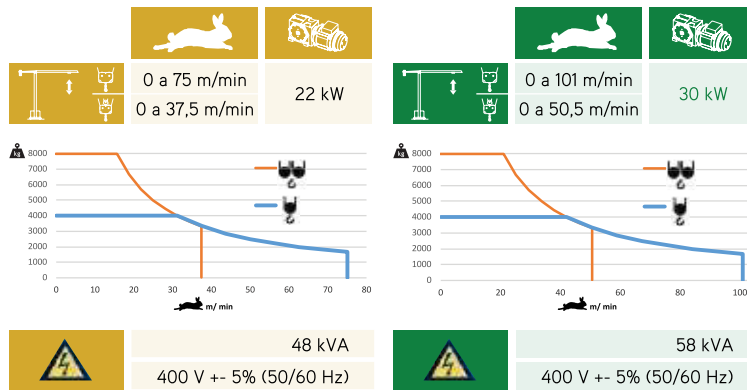 0 a 75 m/min
0 a 37,5 m/min
22 kW
kg
8000
7000
6000
5000
4000
3000
2000
1000
0
0 10 20 30 40 50 60 70 80
m/ min
48 kVA
400 V +- 5% (50/60 Hz)
0 a 101 m/min
0 a 50,5 m/min
30 kW
kg
8000
7000
6000
5000
4000
3000
2000
1000
0
0 20 40 60 80 100
m/ min
58 kVA
400 V +- 5% (50/60 Hz)